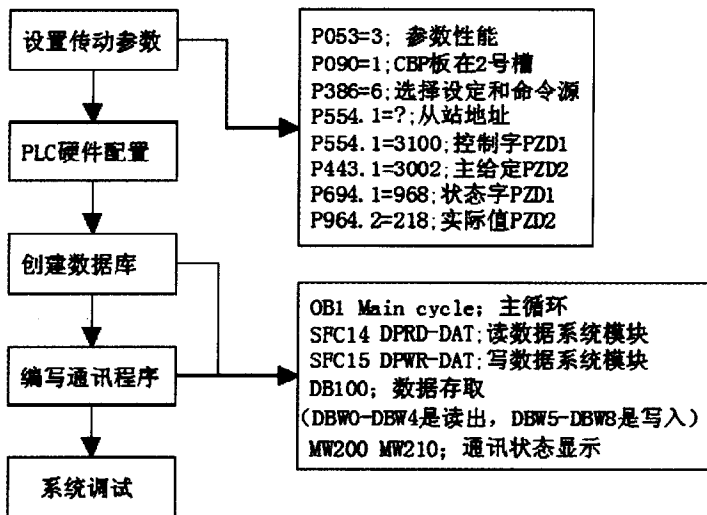 设置传动参数
PLC硬件配置
创建数据库
编写通讯程序
系统调试
P053=3; 参数性能
P090=1;CBP板在2号槽
P386=6;选择设定和命令源
P554.1=?;从站地址
P554.1=3100;控制字PZD1
P443.1=3002;主给定PZD2
P694.1=968;状态字PZD1
P964.2=218;实际值PZD2
OB1 Main cycle; 主循环
SFC14 DPRD-DAT;读数据系统模块
SFC15 DPWR-DAT;写数据系统模块
DB100; 数据存取
(DBW0-DBW4是读出, DBW5-DBW8是写入)
MW200 MW210; 通讯状态显示